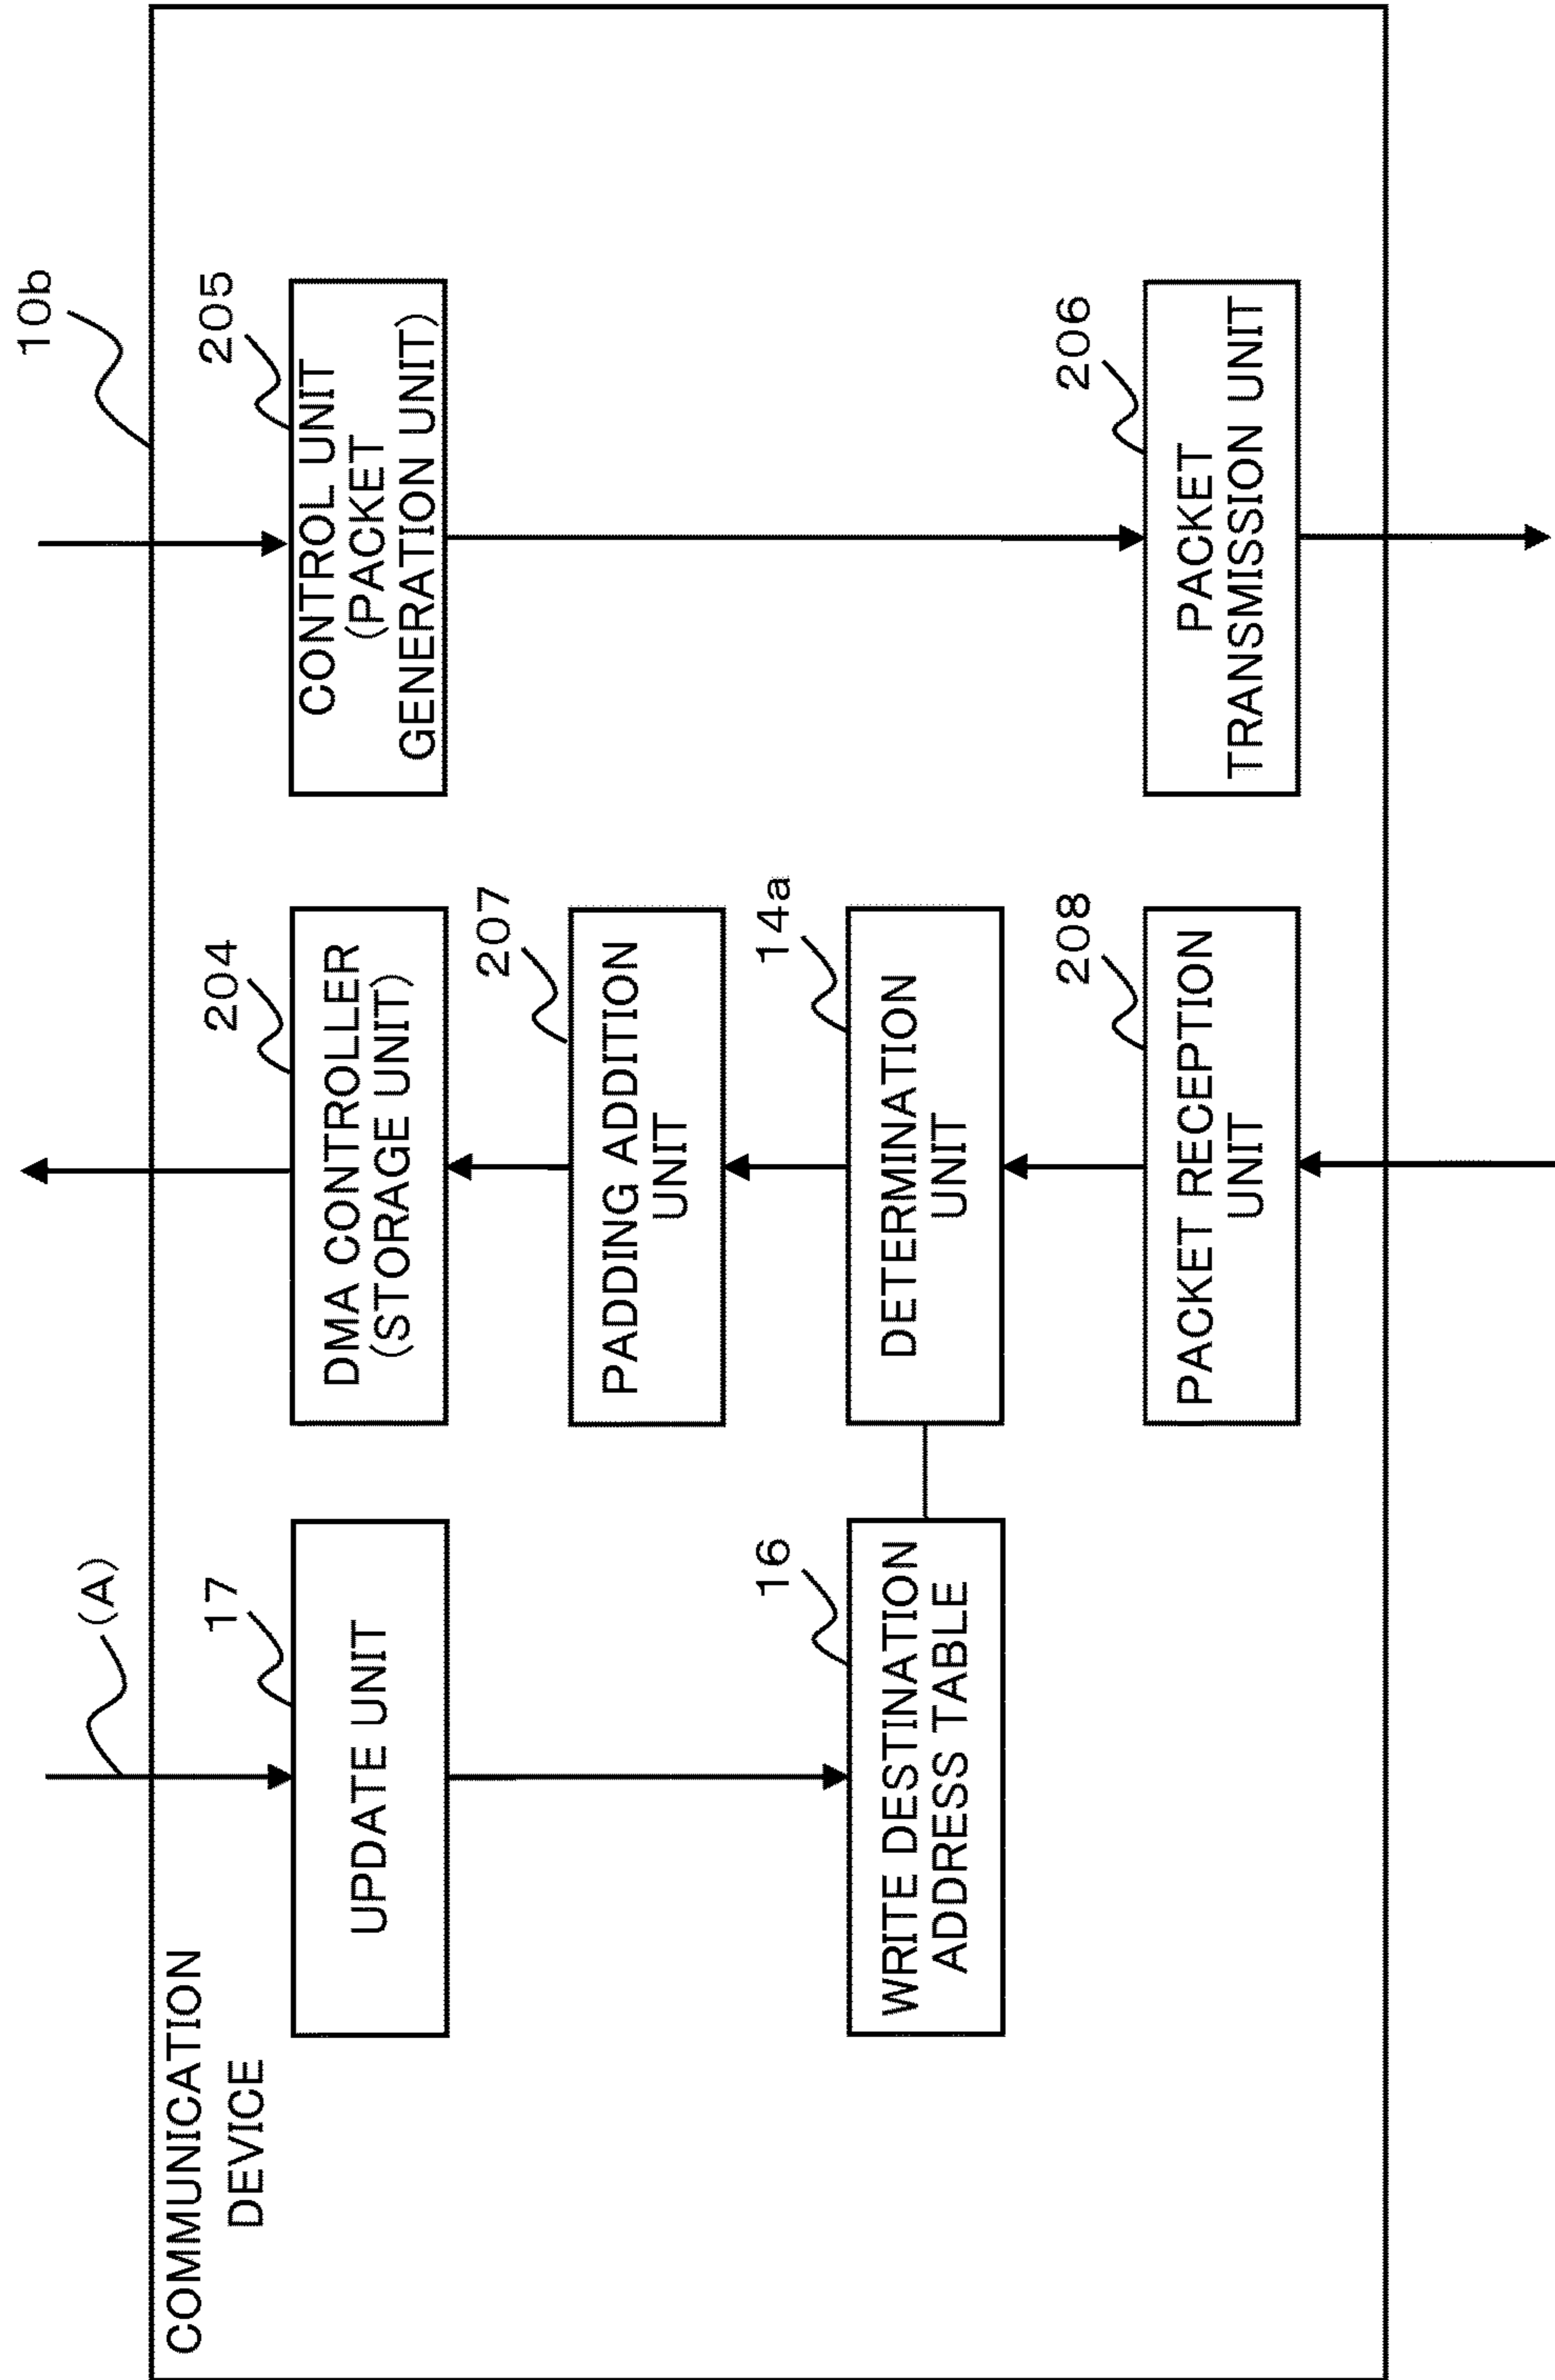 COMMUNICATION
DEVICE
10b
(A)
17
UPDATE UNIT
16
WRITE DESTINATION
ADDRESS TABLE
204
DMA CONTROLLER
(STORAGE UNIT)
207
PADDING ADDITION
UNIT
14a
DETERMINATION
UNIT
208
PACKET RECEPTION
UNIT
205
CONTROL UNIT
(PACKET
GENERATION UNIT)
206
PACKET
TRANSMISSION UNIT